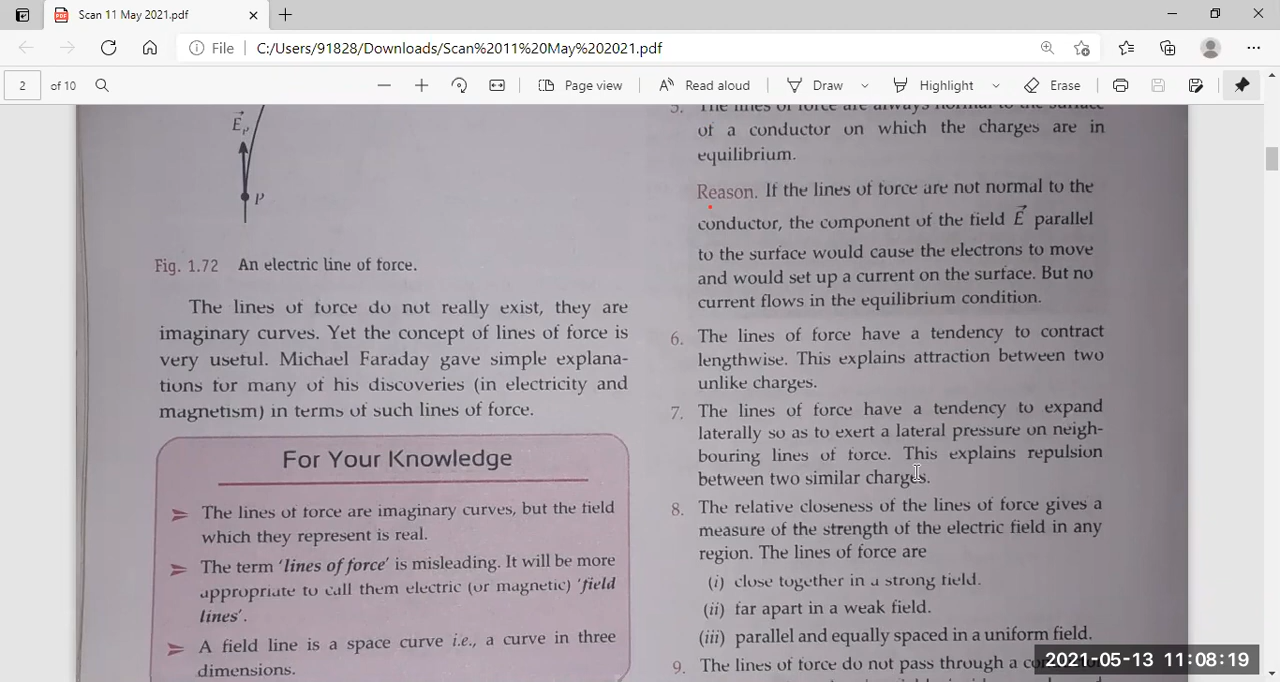 Scan 11 May 2021.pdf
File
C:/Users/91828/Downloads/Scan%2011%20May%202021.pdf
2 of 10
Page view
Read aloud
Draw
Highlight
Erase
E P
P
Fig. 1.72 An electric line of force.
The lines of force do not really exist, they are
imaginary curves. Yet the concept of lines of force is
very useful. Michael Faraday gave simple explana-
tions for many of his discoveries (in electricity and
magnetism) in terms of such lines of force.
For Your Knowledge
➢ The lines of force are imaginary curves, but the field
which they represent is real.
➢ The term 'lines of force' is misleading. It will be more
appropriate to call them electric (or magnetic) 'field
lines'.
➢ A field line is a space curve i.e., a curve in three
dimensions.
5. The lines of force are always normal to the surface
of a conductor on which the charges are in
equilibrium.
Reason. If the lines of force are not normal to the
conductor, the component of the field E parallel
to the surface would cause the electrons to move
and would set up a current on the surface. But no
current flows in the equilibrium condition.
6. The lines of force have a tendency to contract
lengthwise. This explains attraction between two
unlike charges.
7. The lines of force have a tendency to expand
laterally so as to exert a lateral pressure on neigh-
bouring lines of force. This explains repulsion
between two similar charges.
8. The relative closeness of the lines of force gives a
measure of the strength of the electric field in any
region. The lines of force are
(i) close together in a strong field.
(ii) far apart in a weak field.
(iii) parallel and equally spaced in a uniform field.
9. The lines of force do not pass through a
2021-05-13 11:08:19